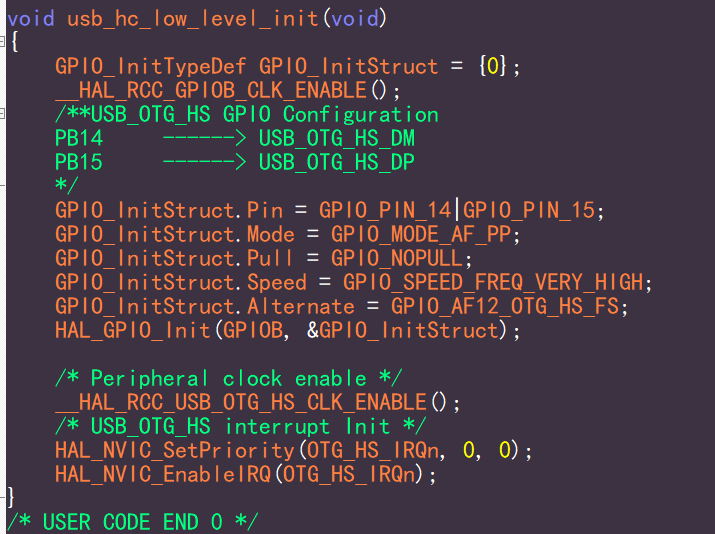 void usb_hc_low_level_init(void)
{
    GPIO_InitTypeDef GPIO_InitStruct = {0};
    __HAL_RCC_GPIOB_CLK_ENABLE();
    /**USB_OTG_HS GPIO Configuration
    PB14     ------> USB_OTG_HS_DM
    PB15     ------> USB_OTG_HS_DP
    */
    GPIO_InitStruct.Pin = GPIO_PIN_14|GPIO_PIN_15;
    GPIO_InitStruct.Mode = GPIO_MODE_AF_PP;
    GPIO_InitStruct.Pull = GPIO_NOPULL;
    GPIO_InitStruct.Speed = GPIO_SPEED_FREQ_VERY_HIGH;
    GPIO_InitStruct.Alternate = GPIO_AF12_OTG_HS_FS;
    HAL_GPIO_Init(GPIOB, &GPIO_InitStruct);

    /* Peripheral clock enable */
    __HAL_RCC_USB_OTG_HS_CLK_ENABLE();
    /* USB_OTG_HS interrupt Init */
    HAL_NVIC_SetPriority(OTG_HS_IRQn, 0, 0);
    HAL_NVIC_EnableIRQ(OTG_HS_IRQn);
}
/* USER CODE END 0 */